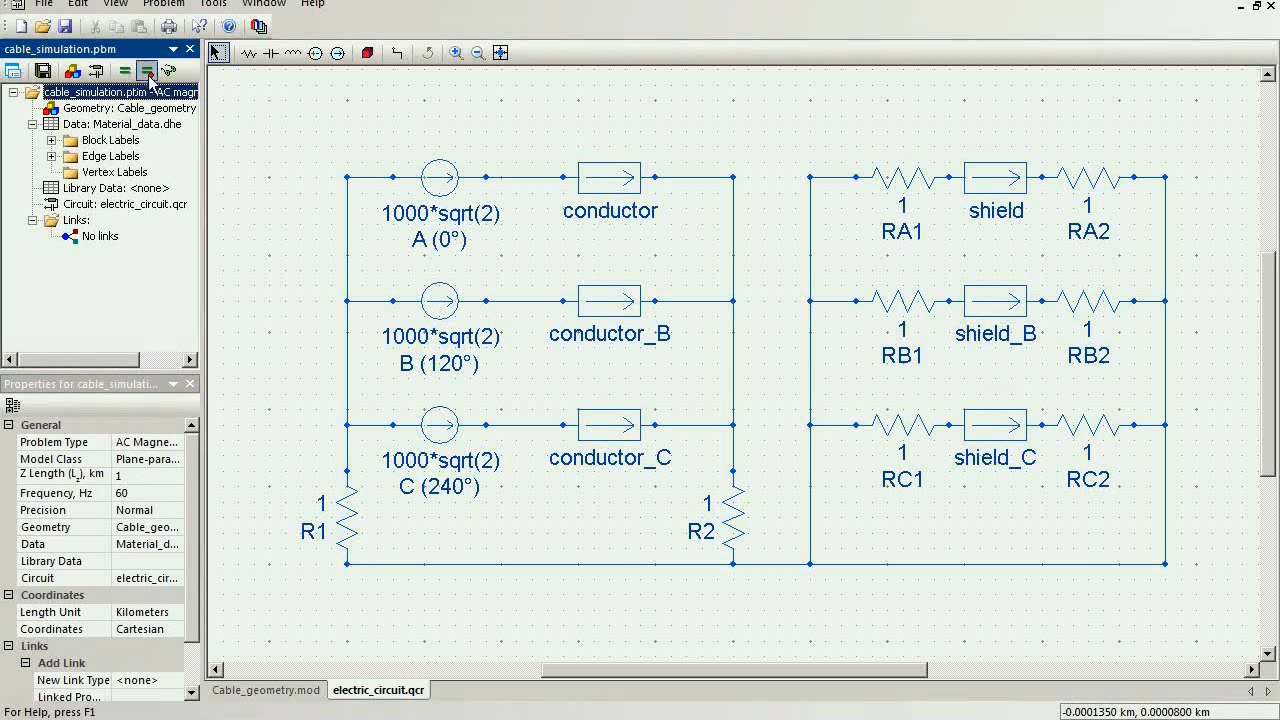 File Edit View Problem Tools Window Help
cable_simulation.pbm
cable_simulation.pbm - AC magn
Geometry: Cable_geometry
Data: Material_data.dhe
Block Labels
Edge Labels
Vertex Labels
Library Data: <none>
Circuit: electric_circuit.qcr
Links:
No links
Properties for cable_simulati...
General
Problem Type AC Magne...
Model Class Plane-para...
Z Length (Lz), km 1
Frequency, Hz 60
Precision Normal
Geometry Cable_geo...
Data Material_d...
Library Data
Circuit electric_cir...
Coordinates
Length Unit Kilometers
Coordinates Cartesian
Links
Add Link
New Link Type <none>
Linked Pro...
1000*sqrt(2)
A (0°)
conductor
1
RA1
shield
1
RA2
1000*sqrt(2)
B (120°)
conductor_B
1
RB1
shield_B
1
RB2
1000*sqrt(2)
C (240°)
conductor_C
1
RC1
shield_C
1
RC2
1
R1
1
R2
Cable_geometry.mod electric_circuit.qcr
For Help, press F1
-0.0001350 km, 0.0000800 km